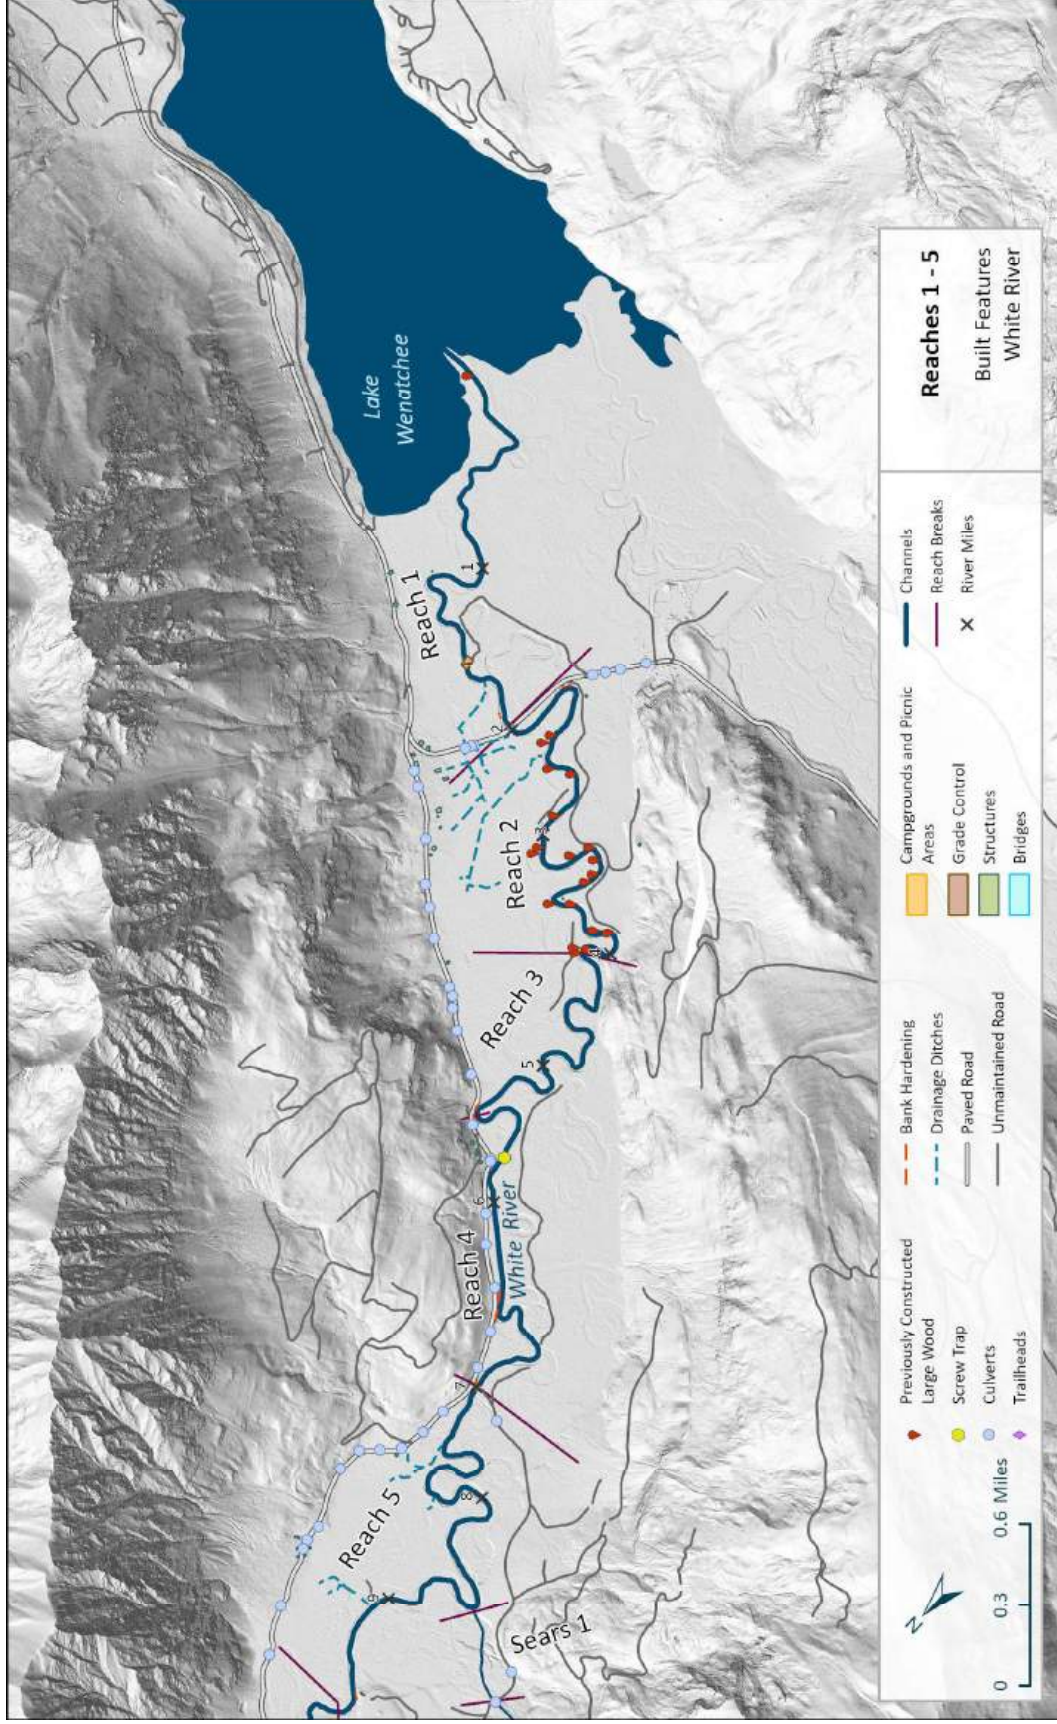 Lake
Wenatchee
Reach 1
1
2
Reach 2
3
4
Reach 3
5
6
Reach 4
White River
7
Reach 5
8
9
Sears 1
N
0 0.3 0.6 Miles
Previously Constructed
Large Wood
Screw Trap
Culverts
Trailheads
Bank Hardening
Drainage Ditches
Paved Road
Unmaintained Road
Campgrounds and Picnic
Areas
Grade Control
Structures
Bridges
Channels
Reach Breaks
River Miles
Reaches 1 - 5
Built Features
White River